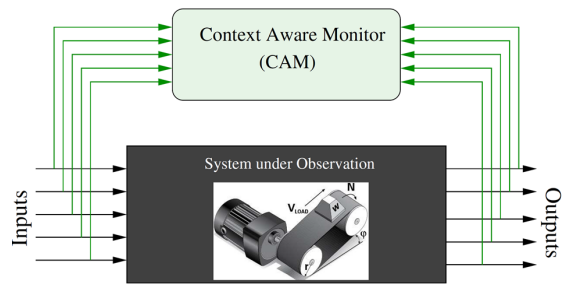 Context Aware Monitor
(CAM)
System under Observation
Inputs
Outputs
V LOAD
N
W
φ
r